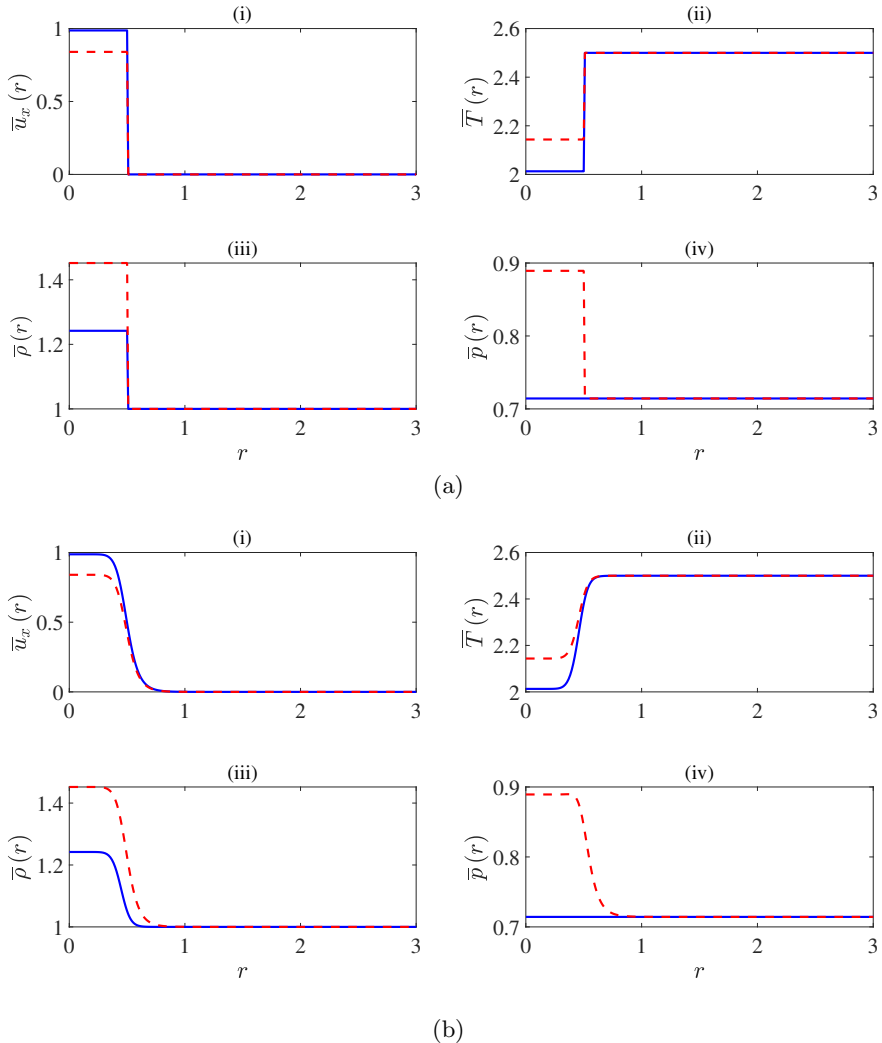 (i) (ii)
1 2.6
0.5 2.4
2.2
0 2
0 1 2 3 0 1 2 3
u̅ₓ(r) T̅(r)
(iii) (iv)
1.4 0.9
1.2 0.8
1 0.7
0 1 2 3 0 1 2 3
ρ̅(r) p̅(r)
r r
(a)
(i) (ii)
1 2.6
0.5 2.4
2.2
0 2
0 1 2 3 0 1 2 3
u̅ₓ(r) T̅(r)
(iii) (iv)
1.4 0.9
1.2 0.8
1 0.7
0 1 2 3 0 1 2 3
ρ̅(r) p̅(r)
r r
(b)